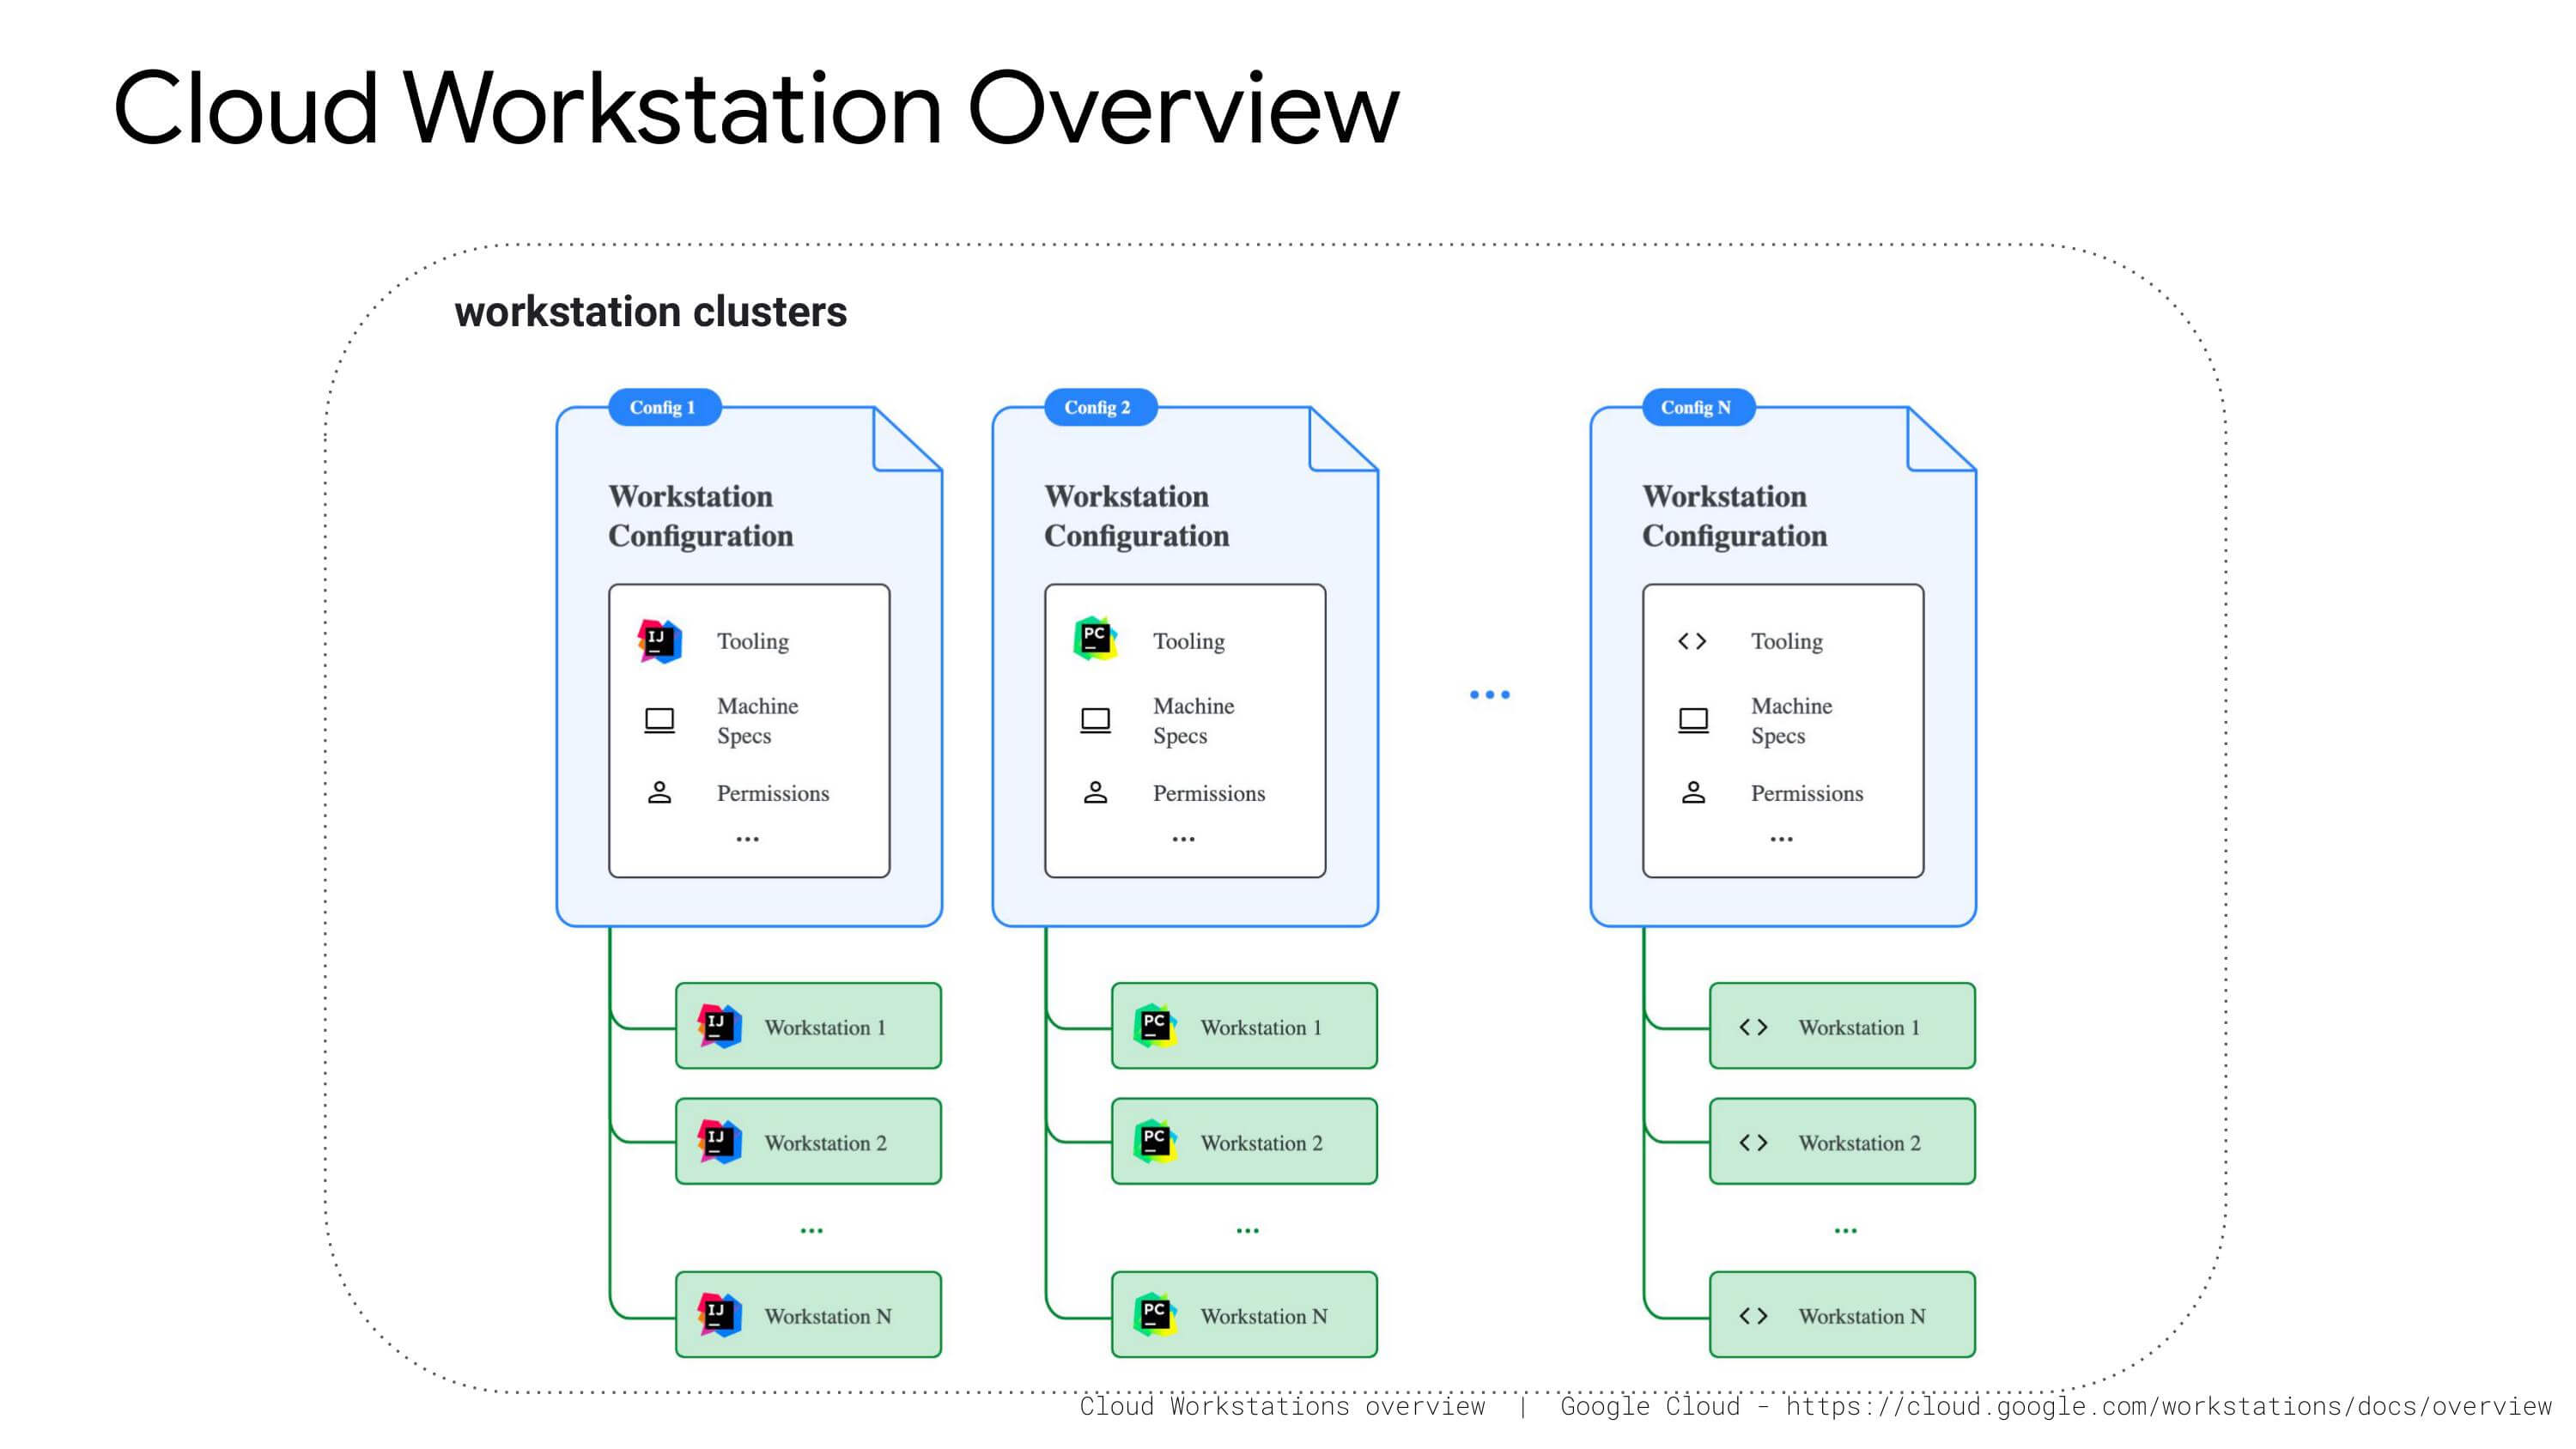 Cloud Workstation Overview
workstation clusters
Config 1
Workstation
Configuration
IJ
Tooling
Machine
Specs
Permissions
...
Workstation 1
IJ
Workstation 2
IJ
...
Workstation N
IJ
Config 2
Workstation
Configuration
PC
Tooling
Machine
Specs
Permissions
...
PC
Workstation 1
PC
Workstation 2
...
PC
Workstation N
...
Config N
Workstation
Configuration
<> Tooling
Machine
Specs
Permissions
...
<> Workstation 1
<> Workstation 2
...
<> Workstation N
Cloud Workstations overview | Google Cloud - https://cloud.google.com/workstations/docs/overview